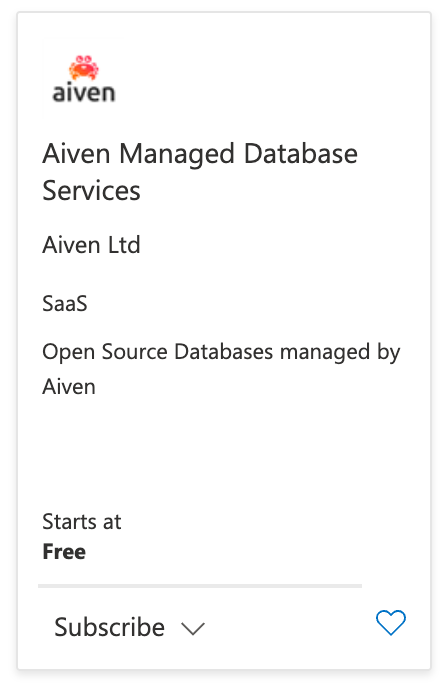 aiven
Aiven Managed Database
Services
Aiven Ltd
SaaS
Open Source Databases managed by
Aiven
Starts at
Free
Subscribe